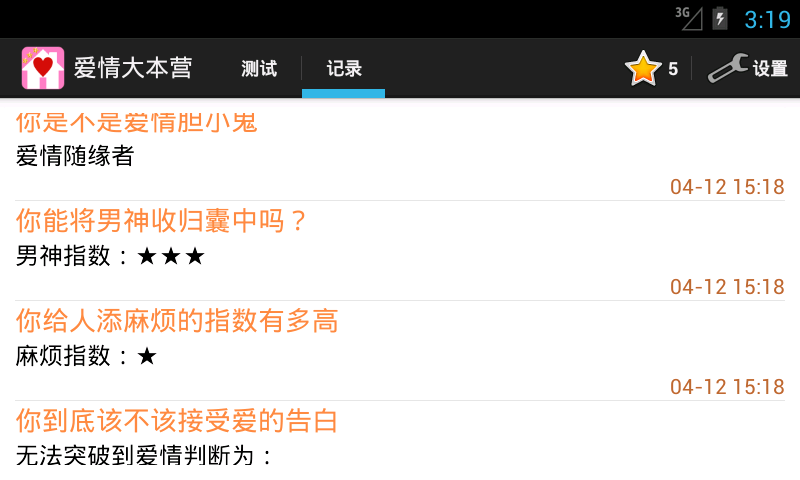 3G 3:19
爱情大本营 测试 记录 5 设置
你是不是爱情胆小鬼
爱情随缘者
04-12 15:18
你能将男神收归囊中吗？
男神指数：★★★
04-12 15:18
你给人添麻烦的指数有多高
麻烦指数：★
04-12 15:18
你到底该不该接受爱的告白
无法突破到爱情判断为：